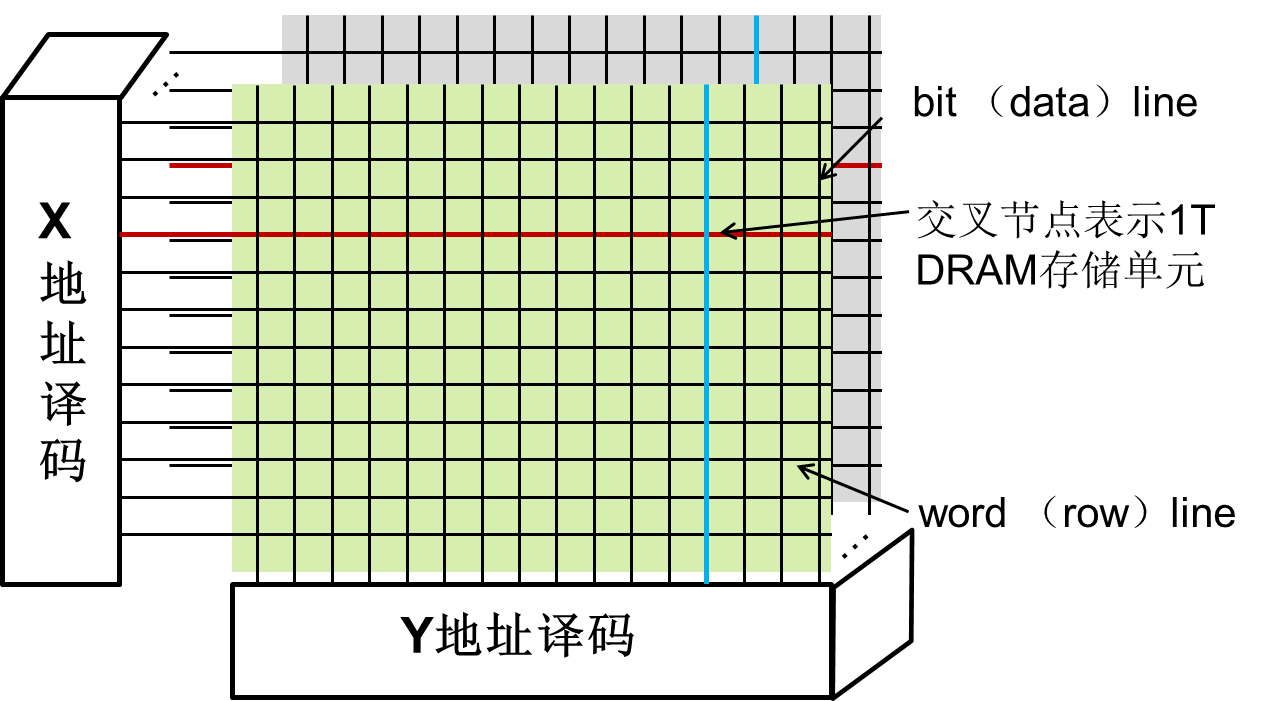 X
地
址
译
码
bit （data）line
交叉节点表示1T
DRAM存储单元
word （row）line
Y地址译码